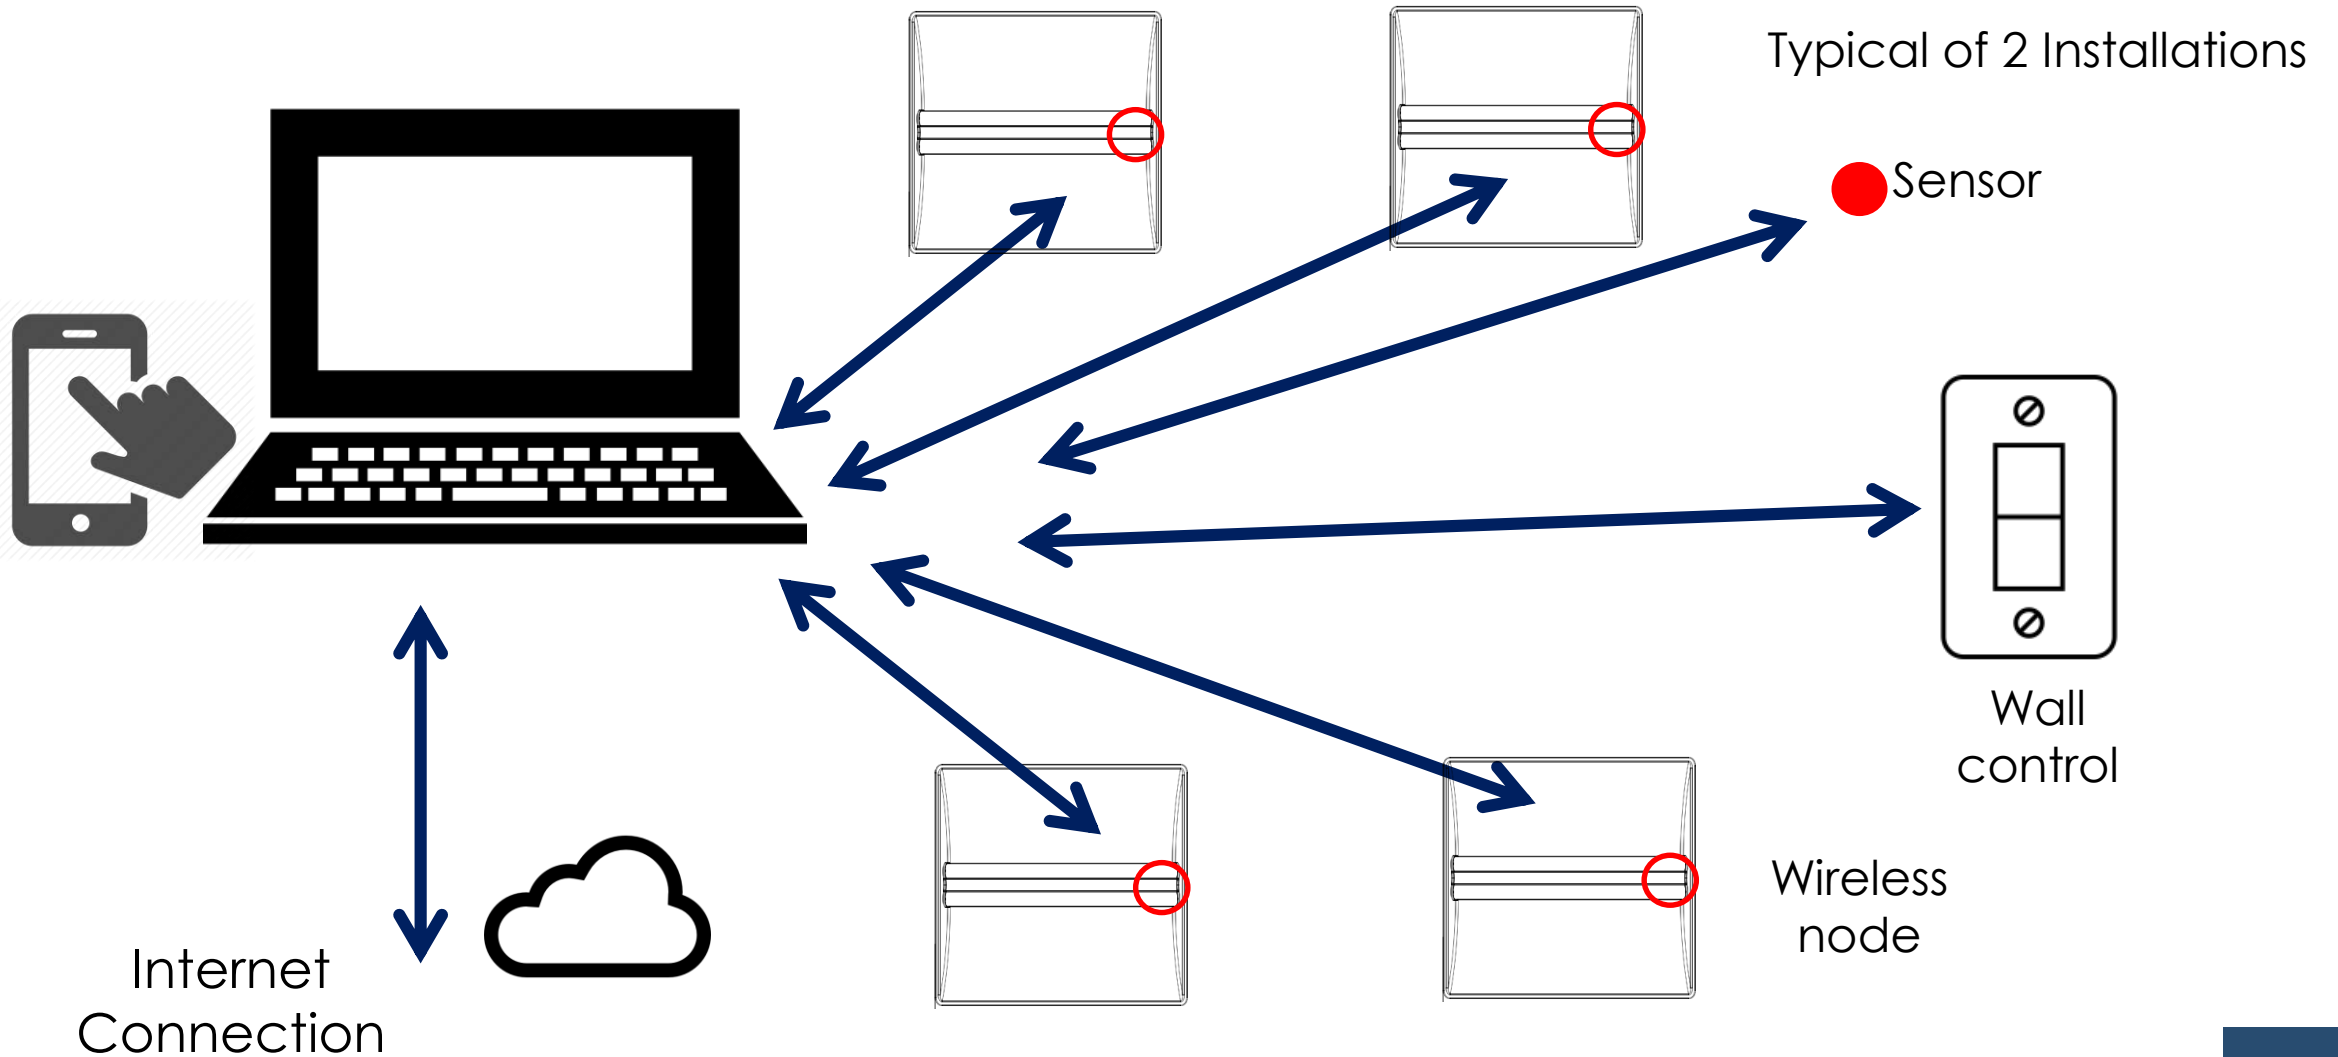 Typical of 2 Installations
Sensor
Wall
control
Wireless
node
Internet
Connection